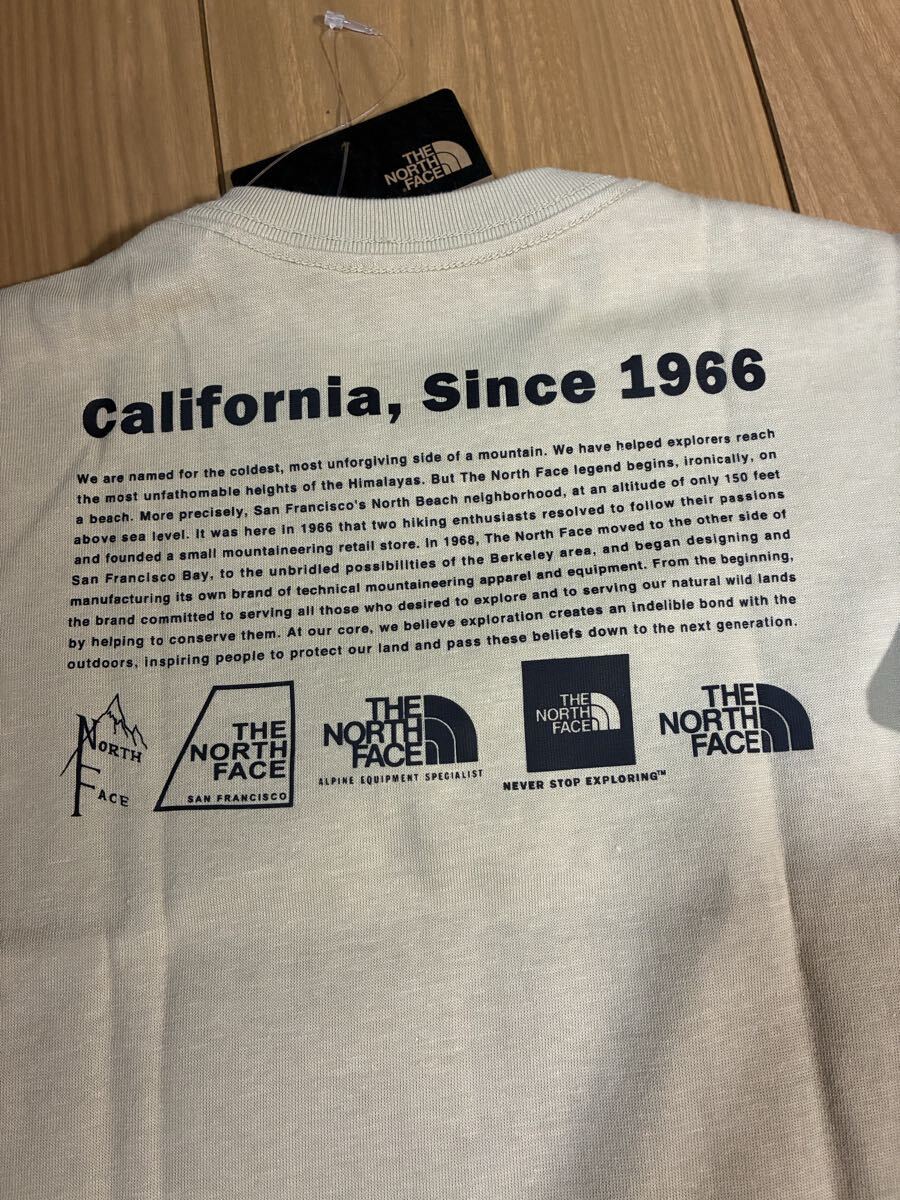 THE
NORTH
FACE
California, Since 1966
We are named for the coldest, most unforgiving side of a mountain. We have helped explorers reach
the most unfathomable heights of the Himalayas. But The North Face legend begins, ironically, on
a beach. More precisely, San Francisco's North Beach neighborhood, at an altitude of only 150 feet
above sea level. It was here in 1966 that two hiking enthusiasts resolved to follow their passions
and founded a small mountaineering retail store. In 1968, The North Face moved to the other side of
San Francisco Bay, to the unbridled possibilities of the Berkeley area, and began designing and
manufacturing its own brand of technical mountaineering apparel and equipment. From the beginning,
the brand committed to serving all those who desired to explore and to serving our natural wild lands
by helping to conserve them. At our core, we believe exploration creates an indelible bond with the
outdoors, inspiring people to protect our land and pass these beliefs down to the next generation.
NORTH
FACE
THE
NORTH
FACE
SAN FRANCISCO
THE
NORTH
FACE
ALPINE EQUIPMENT SPECIALIST
THE
NORTH
FACE
NEVER STOP EXPLORING™
THE
NORTH
FACE